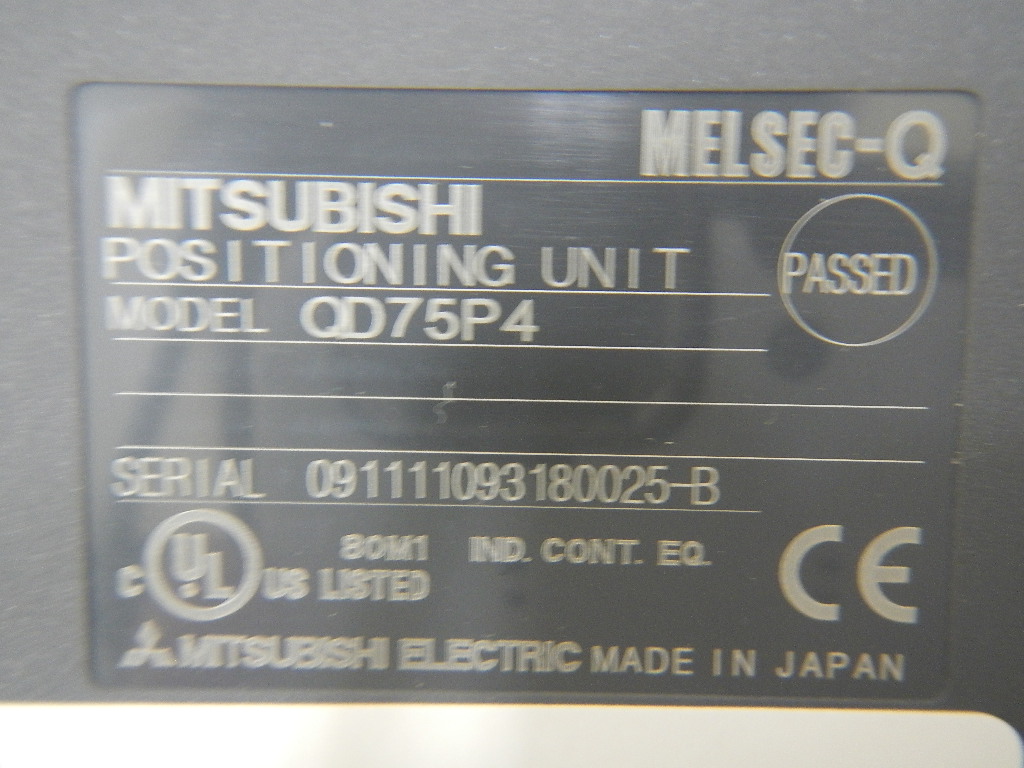 MELSEC-Q
MITSUBISHI
POSITIONING UNIT
PASSED
MODEL QD75P4
SERIAL 091111093180025-B
C UL US LISTED 80M1 IND. CONT. EQ.
CE
MITSUBISHI ELECTRIC MADE IN JAPAN